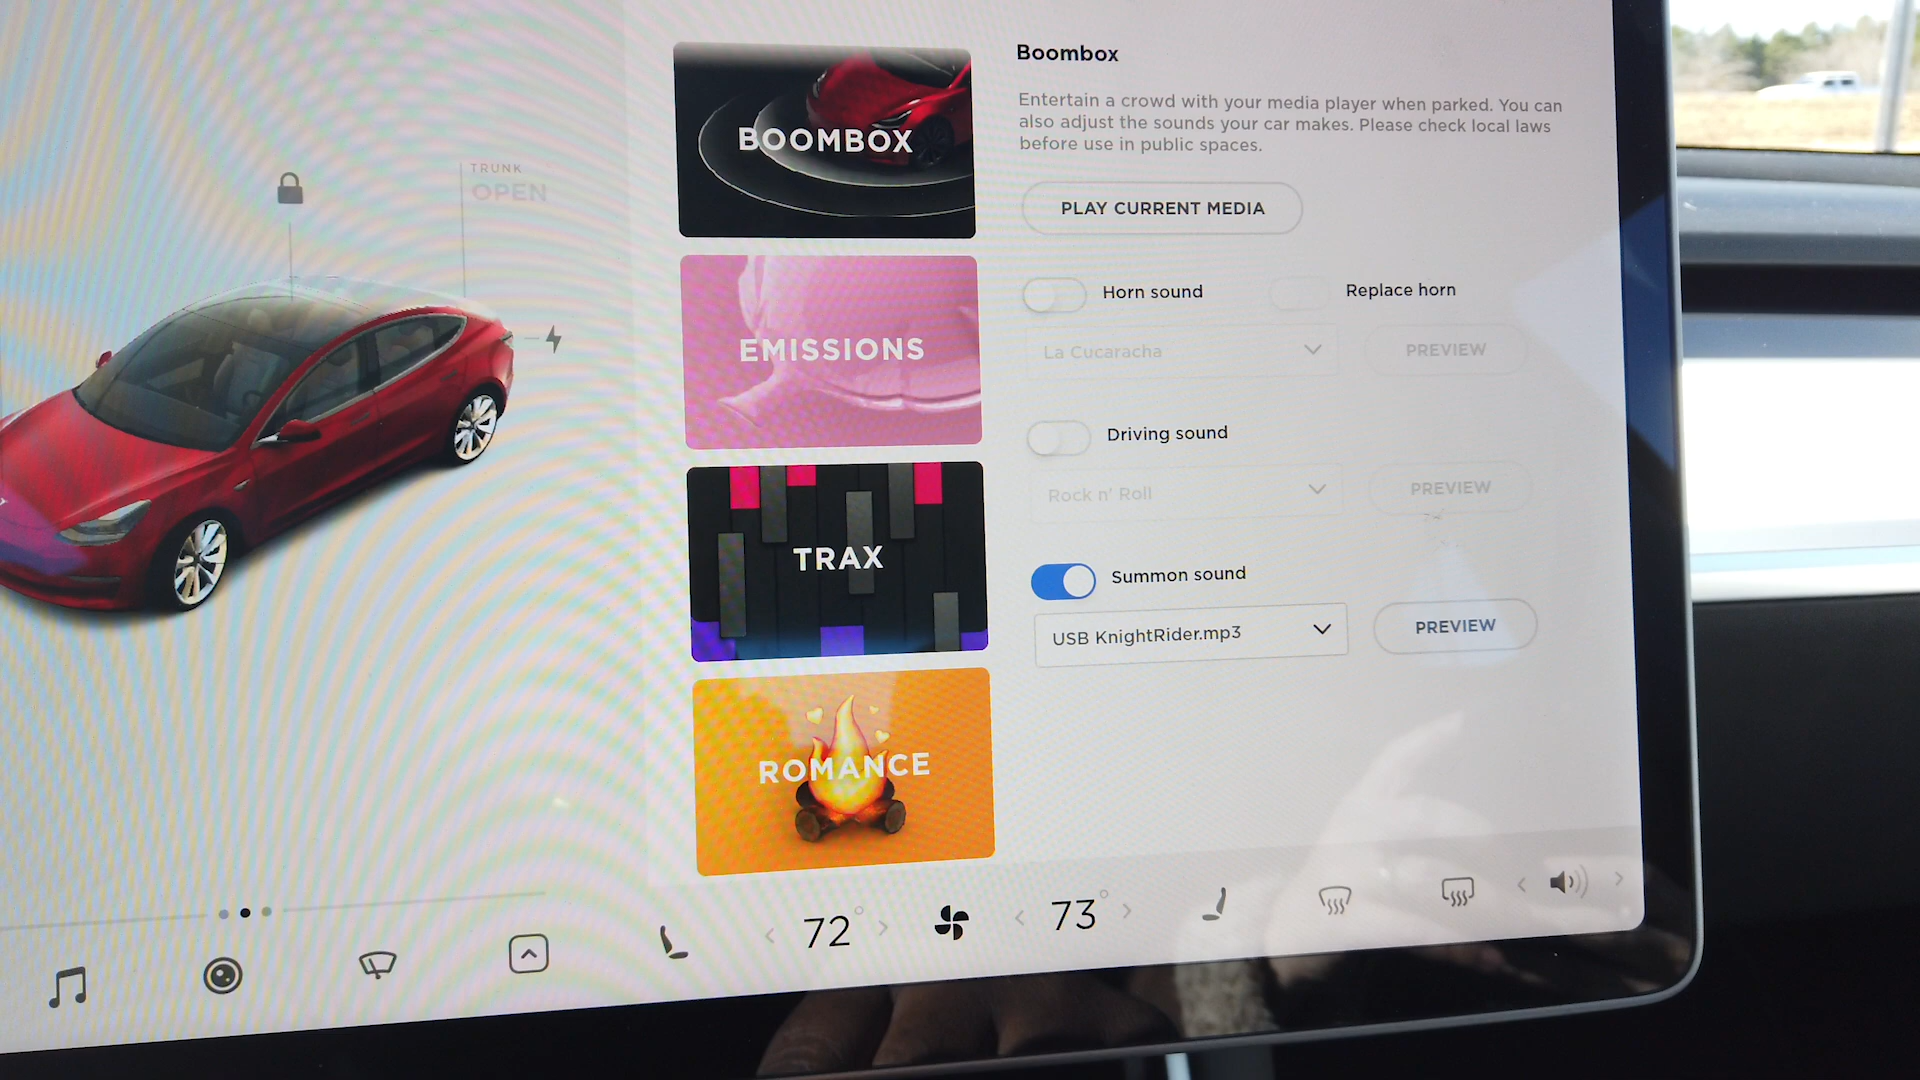 TRUNK
OPEN
BOOMBOX
EMISSIONS
TRAX
ROMANCE
Boombox
Entertain a crowd with your media player when parked. You can
also adjust the sounds your car makes. Please check local laws
before use in public spaces.
PLAY CURRENT MEDIA
Horn sound
Replace horn
La Cucaracha
PREVIEW
Driving sound
Rock n' Roll
PREVIEW
Summon sound
USB KnightRider.mp3
PREVIEW
72°
73°